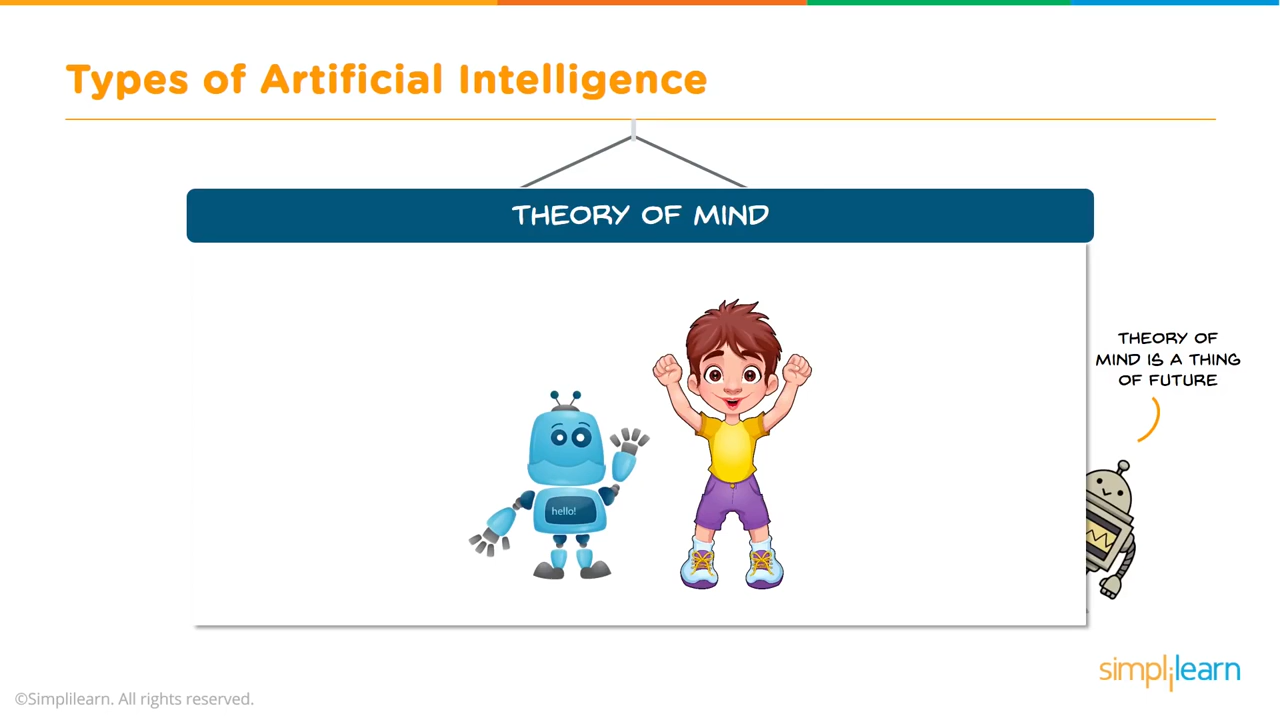 Types of Artificial Intelligence
THEORY OF MIND
THEORY OF
MIND IS A THING
OF FUTURE
hello!
simplilearn
©Simplilearn. All rights reserved.